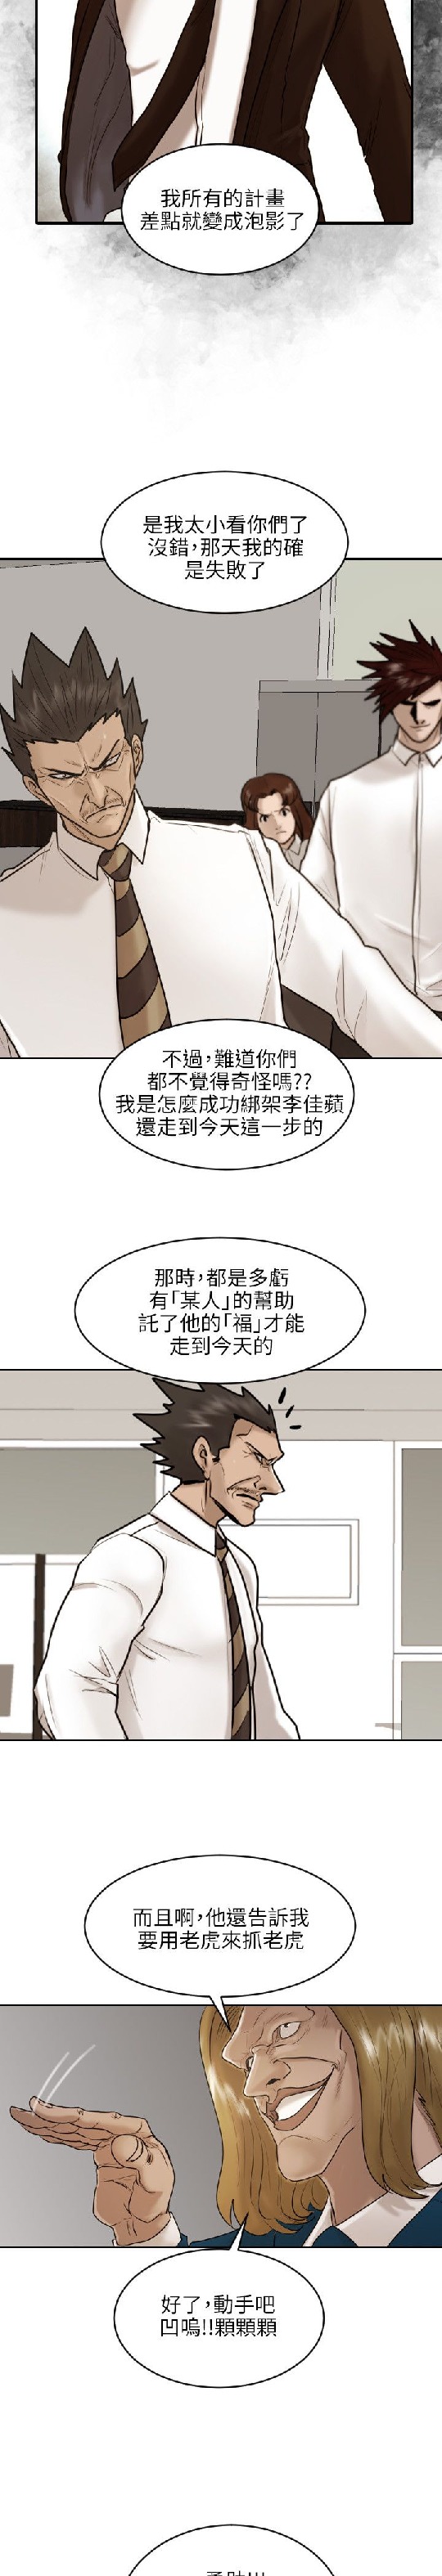 我所有的計畫
差點就變成泡影了
是我太小看你們了
沒錯,那天我的確
是失敗了
不過,難道你們
都不覺得奇怪嗎??
我是怎麼成功綁架李佳蘋
還走到今天這一步的
那時,都是多虧
有「某人」的幫助
託了他的「福」才能
走到今天的
而且啊,他還告訴我
要用老虎來抓老虎
好了,動手吧
凹嗚!!顆顆顆